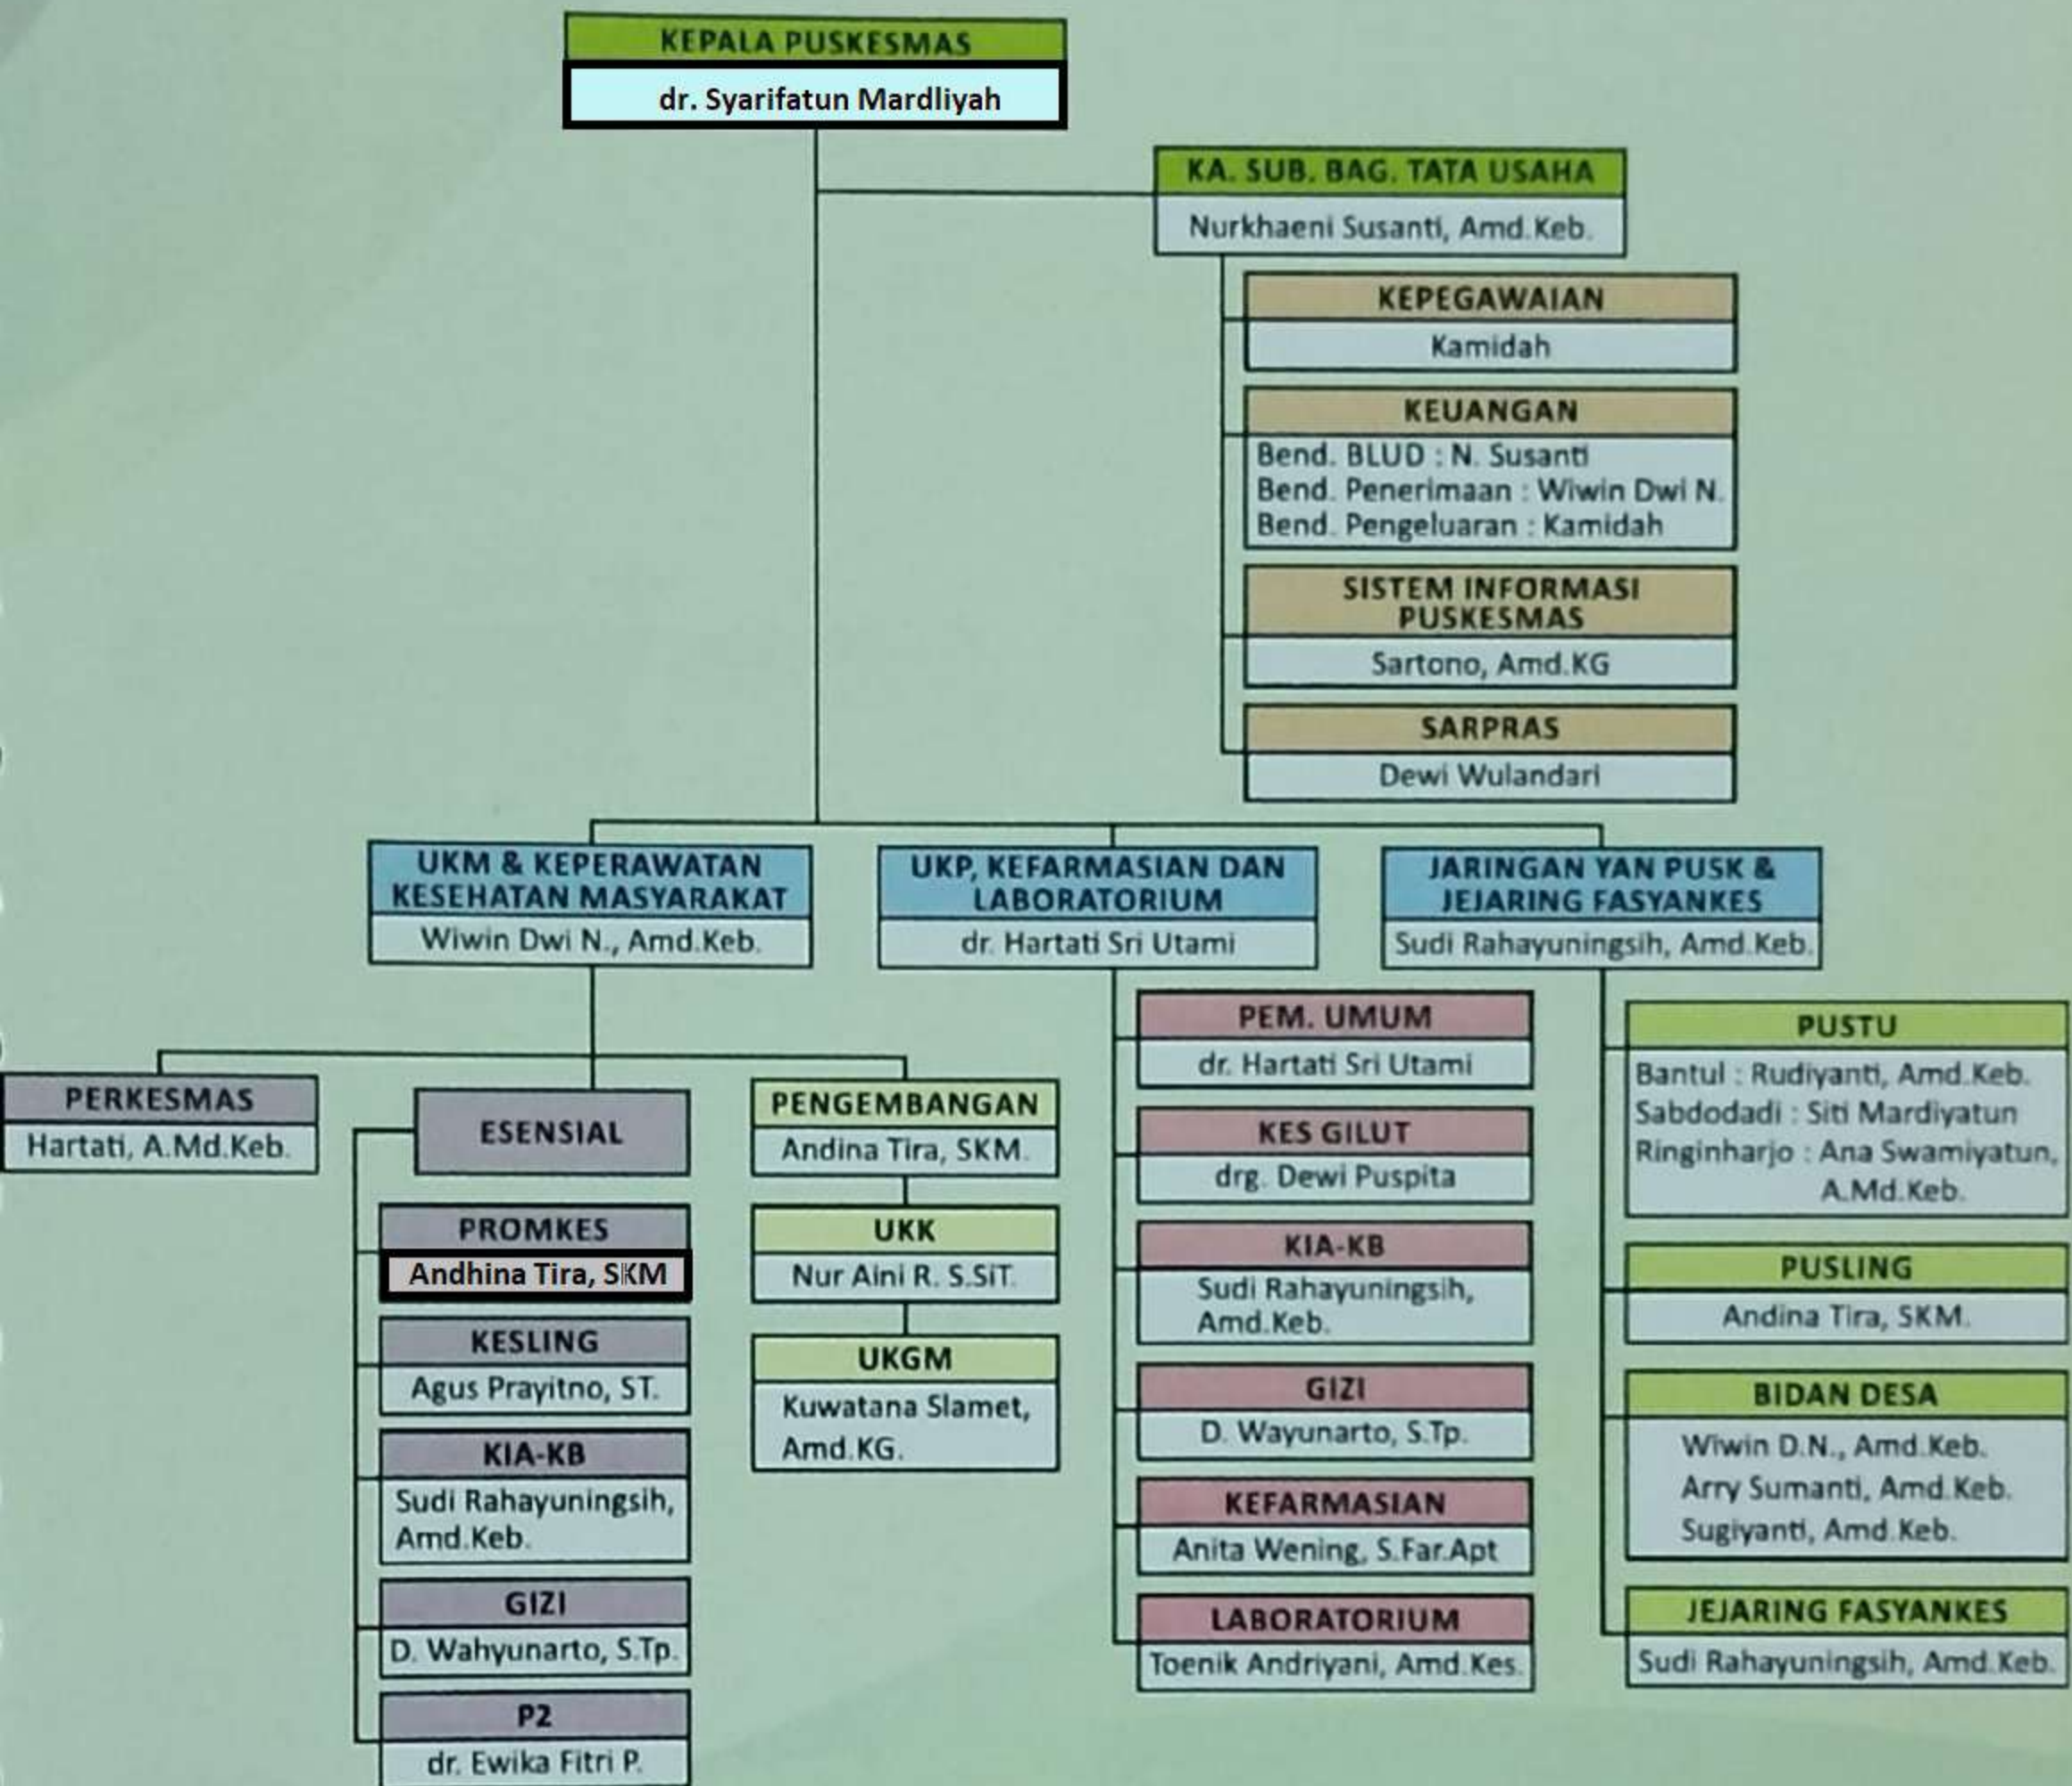 KEPALA PUSKESMAS
dr. Syarifatun Mardliyah
KA. SUB. BAG. TATA USAHA
Nurkhaeni Susanti, Amd.Keb.
KEPEGAWAIAN
Kamidah
KEUANGAN
Bend. BLUD : N. Susanti
Bend. Penerimaan : Wiwin Dwi N.
Bend. Pengeluaran : Kamidah
SISTEM INFORMASI
PUSKESMAS
Sartono, Amd.KG
SARPRAS
Dewi Wulandari
UKM & KEPERAWATAN
KESEHATAN MASYARAKAT
Wiwin Dwi N., Amd.Keb.
PERKESMAS
Hartati, A.Md.Keb.
ESENSIAL
PROMKES
Andhina Tira, SKM
KESLING
Agus Prayitno, ST.
KIA-KB
Sudi Rahayuningsih,
Amd.Keb.
GIZI
D. Wahyunarto, S.Tp.
P2
dr. Ewika Fitri P.
PENGEMBANGAN
Andina Tira, SKM.
UKK
Nur Aini R. S.SiT.
UKGM
Kuwatana Slamet,
Amd.KG.
UKP, KEFARMASIAN DAN
LABORATORIUM
dr. Hartati Sri Utami
PEM. UMUM
dr. Hartati Sri Utami
KES GILUT
drg. Dewi Puspita
KIA-KB
Sudi Rahayuningsih,
Amd.Keb.
GIZI
D. Wayunarto, S.Tp.
KEFARMASIAN
Anita Wening, S.Far.Apt
LABORATORIUM
Toenik Andriyani, Amd.Kes.
JARINGAN YAN PUSK &
JEJARING FASYANKES
Sudi Rahayuningsih, Amd.Keb.
PUSTU
Bantul : Rudiyanti, Amd.Keb.
Sabdodadi : Siti Mardiyatun
Ringinharjo : Ana Swamiyatun,
A.Md.Keb.
PUSLING
Andina Tira, SKM.
BIDAN DESA
Wiwin D.N., Amd.Keb.
Arry Sumanti, Amd.Keb.
Sugiyanti, Amd.Keb.
JEJARING FASYANKES
Sudi Rahayuningsih, Amd.Keb.